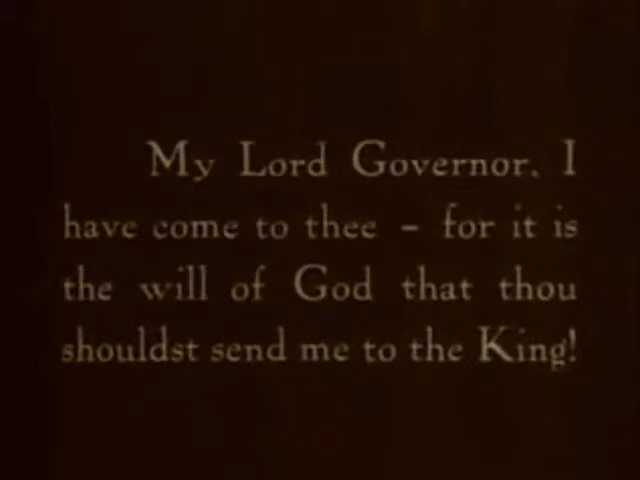 My Lord Governor, I
have come to thee - for it is
the will of God that thou
shouldst send me to the King!